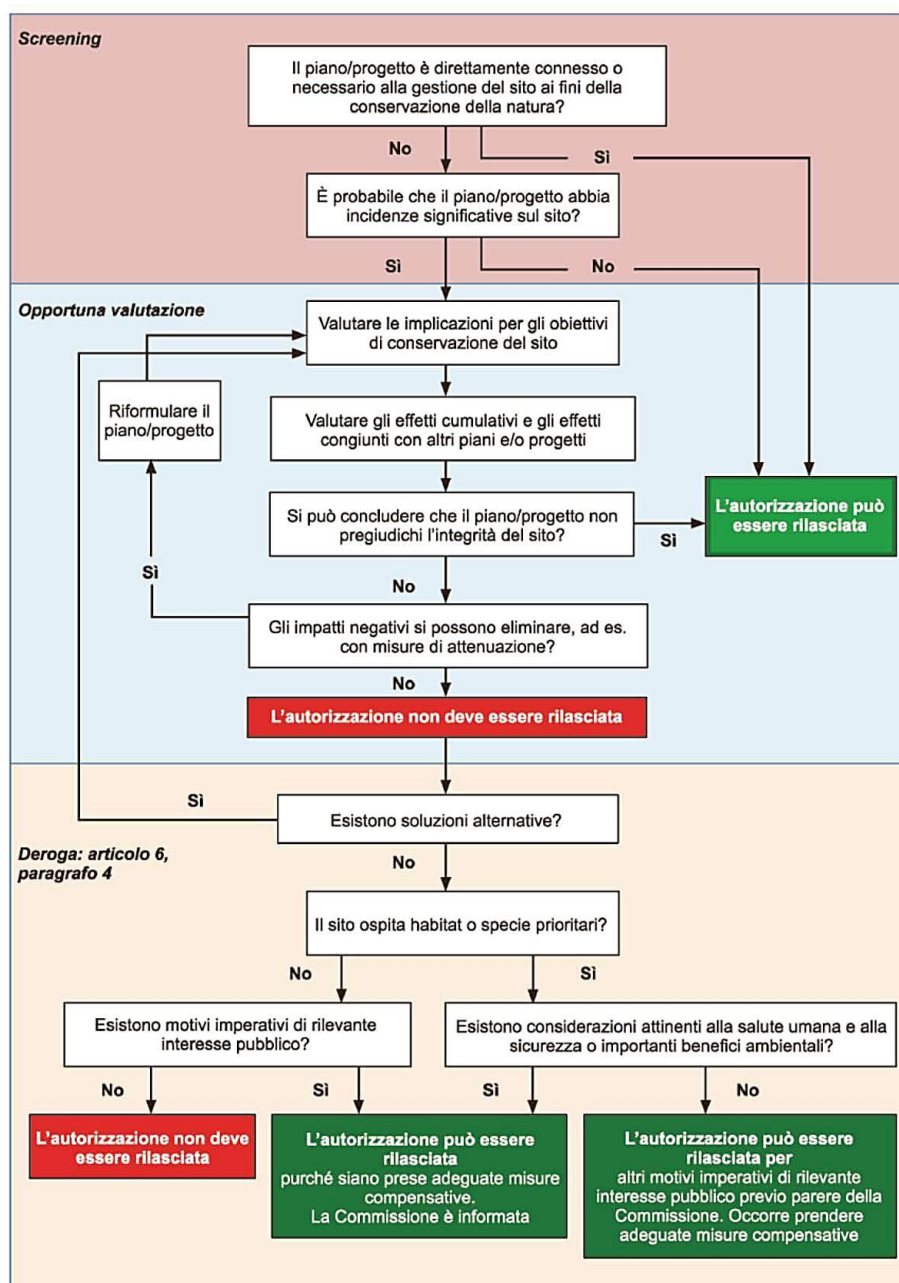 Screening
Il piano/progetto è direttamente connesso o
necessario alla gestione del sito ai fini della
conservazione della natura?
No
Sì
È probabile che il piano/progetto abbia
incidenze significative sul sito?
Sì
No
Opportuna valutazione
Valutare le implicazioni per gli obiettivi
di conservazione del sito
Riformulare il
piano/progetto
Valutare gli effetti cumulativi e gli effetti
congiunti con altri piani e/o progetti
Si può concludere che il piano/progetto non
pregiudichi l'integrità del sito?
Sì
L'autorizzazione può
essere rilasciata
Sì
No
Gli impatti negativi si possono eliminare, ad es.
con misure di attenuazione?
No
L'autorizzazione non deve essere rilasciata
Sì
Esistono soluzioni alternative?
Deroga: articolo 6,
paragrafo 4
No
Il sito ospita habitat o specie prioritari?
No
Sì
Esistono motivi imperativi di rilevante
interesse pubblico?
Esistono considerazioni attinenti alla salute umana e alla
sicurezza o importanti benefici ambientali?
No
Sì
Sì
No
L'autorizzazione non deve
essere rilasciata
L'autorizzazione può essere
rilasciata
purché siano prese adeguate misure
compensative.
La Commissione è informata
L'autorizzazione può essere
rilasciata per
altri motivi imperativi di rilevante
interesse pubblico previo parere della
Commissione. Occorre prendere
adeguate misure compensative